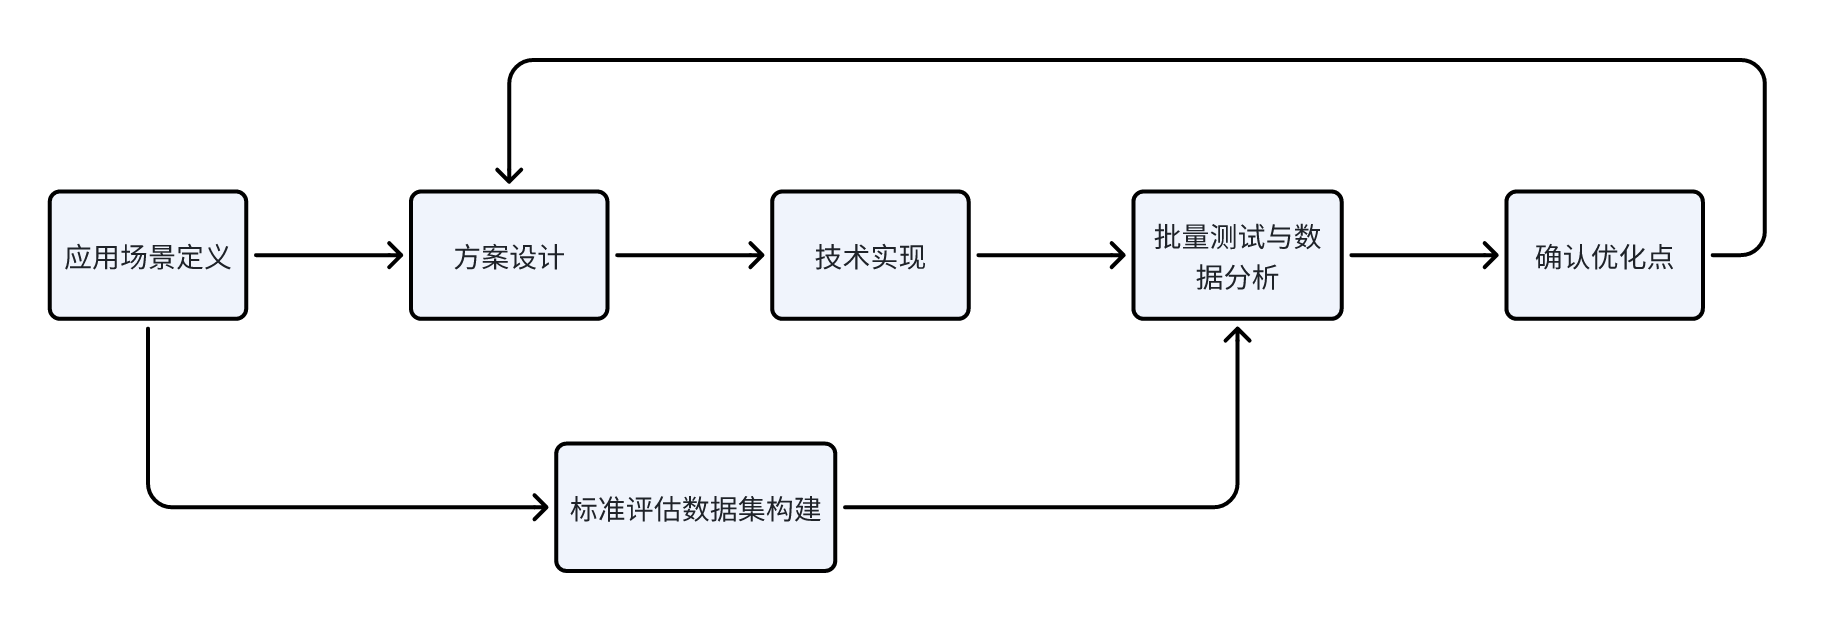 应用场景定义
方案设计
技术实现
批量测试与数
据分析
确认优化点
标准评估数据集构建